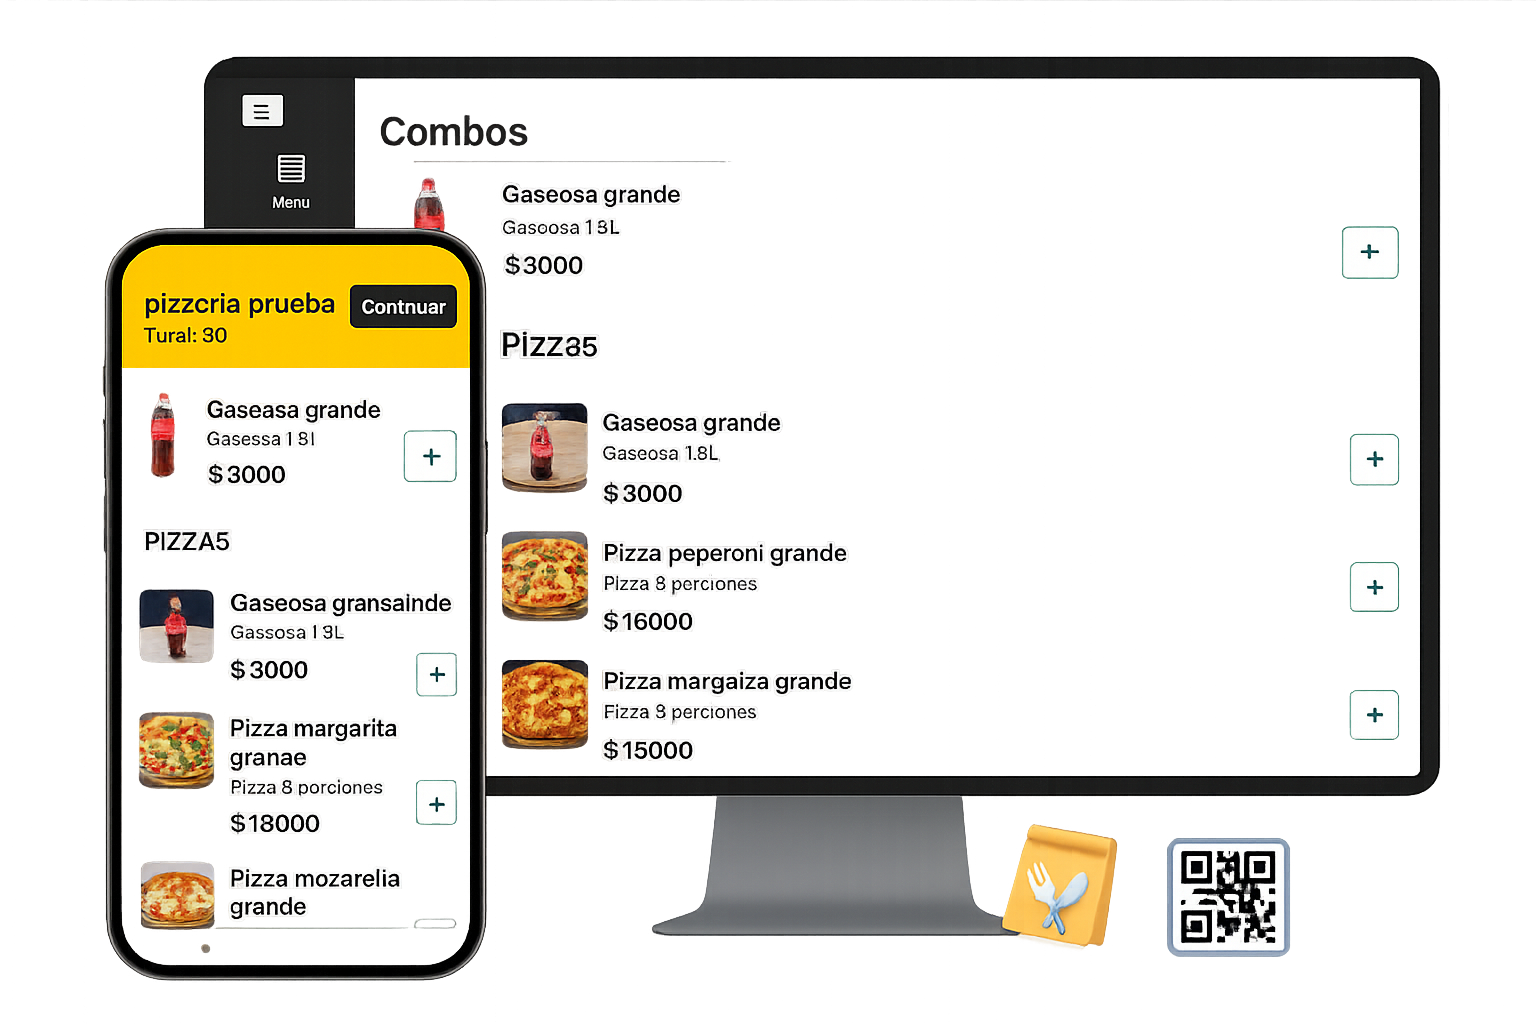 Menu
Combos
Gaseosa grande
Gasoosa 13L
$3000
Pizza5
Gaseosa grande
Gaseosa 1.8L
$3000
Pizza peperoni grande
Pizza 8 perciones
$16000
Pizza margaiza grande
Fizza 8 perciones
$15000
pizzcria prueba
Contnuar
Tural: 30
Gaseasa grande
Gasessa 1 8l
$3000
PIZZA5
Gaseosa gransainde
Gassosa 1 3L
$3000
Pizza margarita
granae
Pizza 8 porciones
$18000
Pizza mozarelia
grande